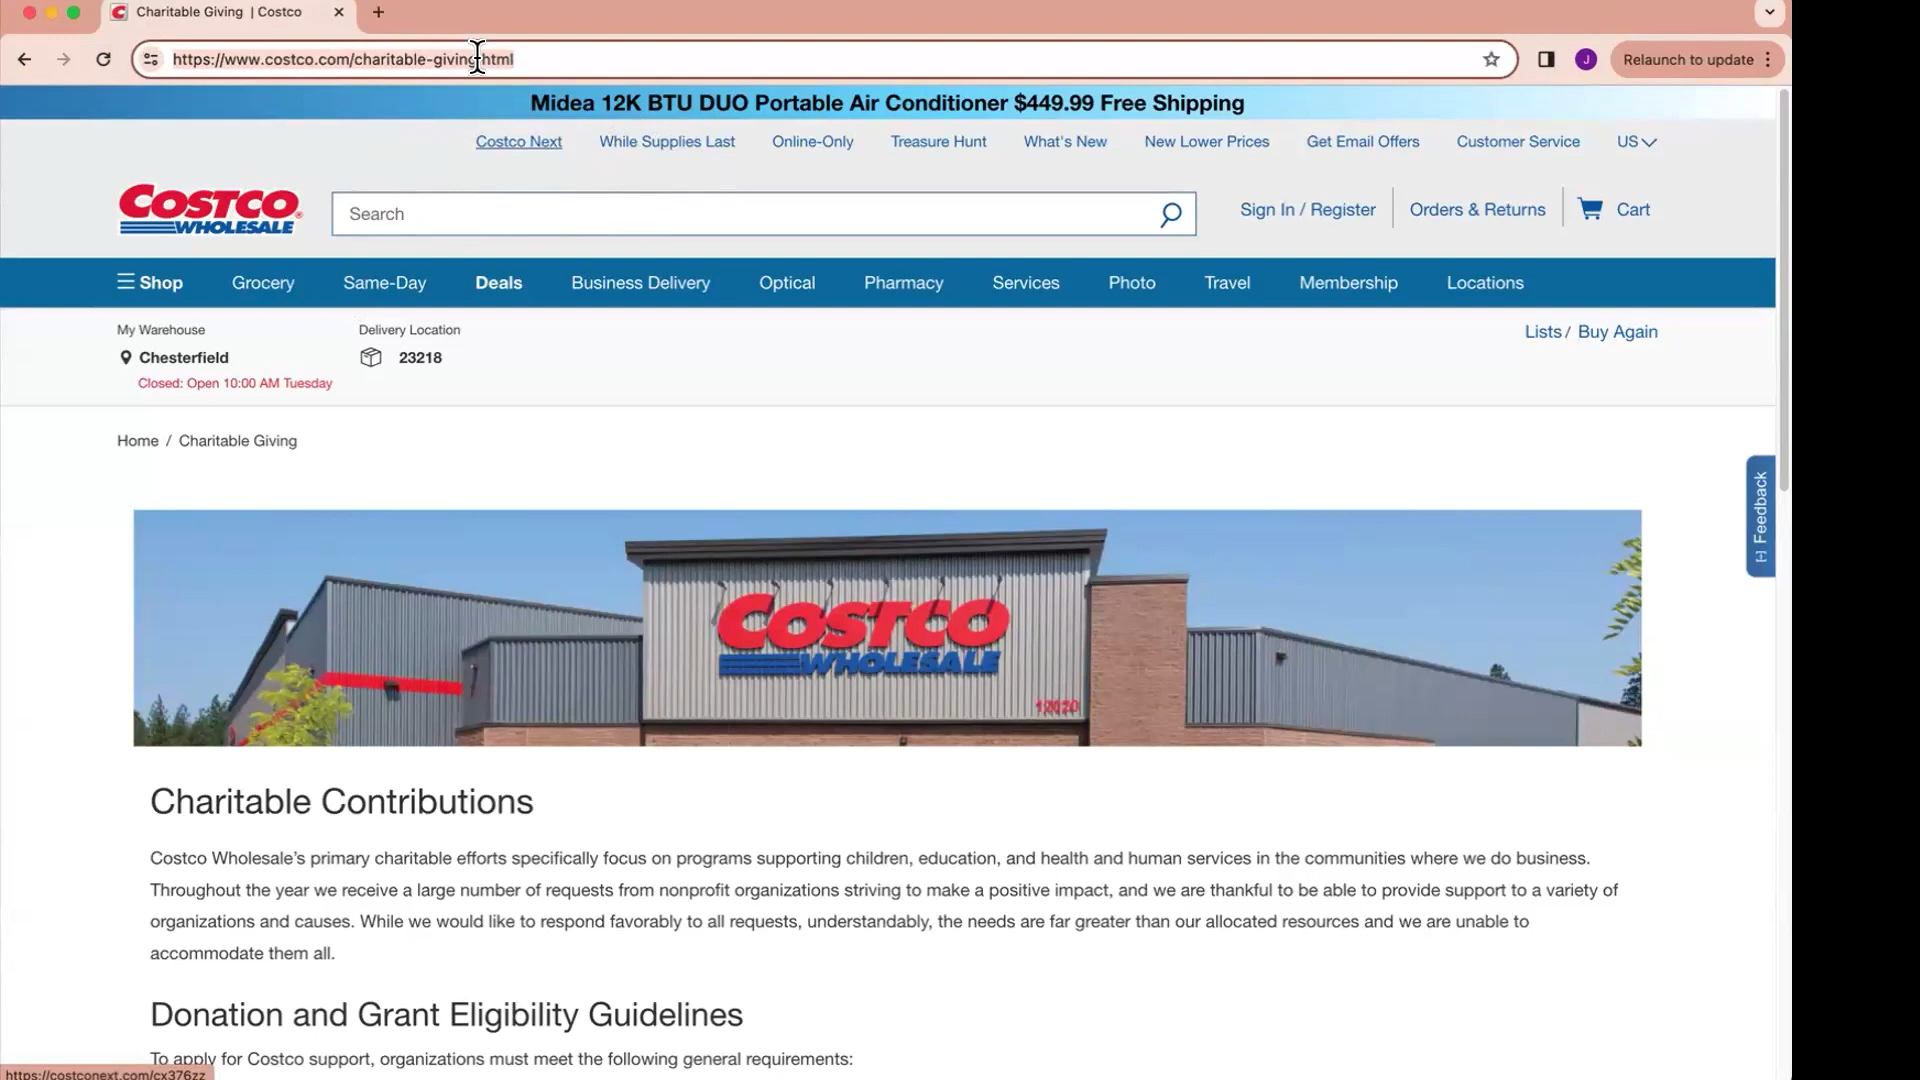 Charitable Giving | Costco
https://www.costco.com/charitable-giving.html
J
Relaunch to update
Midea 12K BTU DUO Portable Air Conditioner $449.99 Free Shipping
Costco Next While Supplies Last Online-Only Treasure Hunt What's New New Lower Prices Get Email Offers Customer Service US
COSTCO
WHOLESALE
Search
Sign In / Register Orders & Returns Cart
Shop Grocery Same-Day Deals Business Delivery Optical Pharmacy Services Photo Travel Membership Locations
My Warehouse Delivery Location
Lists / Buy Again
Chesterfield 23218
Closed: Open 10:00 AM Tuesday
Home / Charitable Giving
[-] Feedback
COSTCO
WHOLESALE
12020
Charitable Contributions
Costco Wholesale’s primary charitable efforts specifically focus on programs supporting children, education, and health and human services in the communities where we do business.
Throughout the year we receive a large number of requests from nonprofit organizations striving to make a positive impact, and we are thankful to be able to provide support to a variety of
organizations and causes. While we would like to respond favorably to all requests, understandably, the needs are far greater than our allocated resources and we are unable to
accommodate them all.
Donation and Grant Eligibility Guidelines
To apply for Costco support, organizations must meet the following general requirements:
https://costconext.com/cx376zz